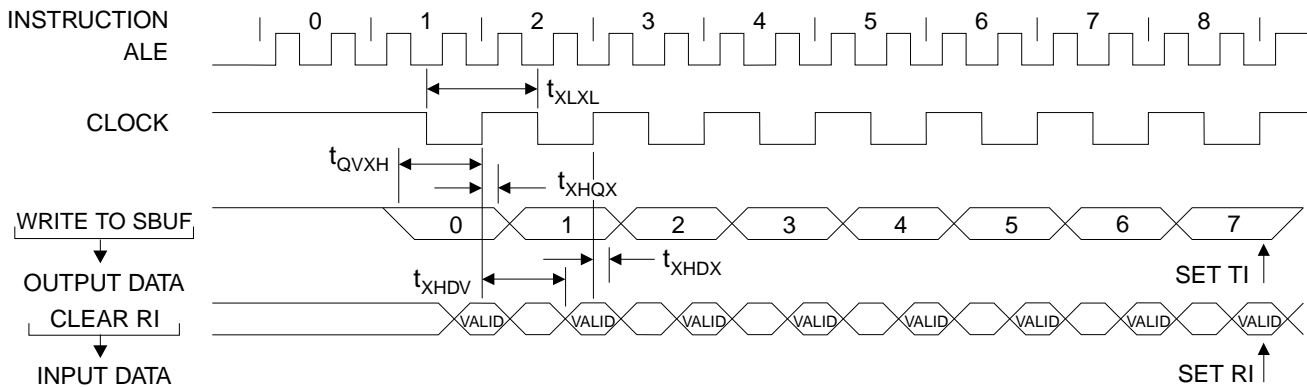 INSTRUCTION 0 1 2 3 4 5 6 7 8
ALE
tXLXL
CLOCK
tQVXH
tXHQX
WRITE TO SBUF 0 1 2 3 4 5 6 7
tXHDX
OUTPUT DATA SET TI
tXHDV
CLEAR RI VALID VALID VALID VALID VALID VALID VALID VALID
INPUT DATA SET RI